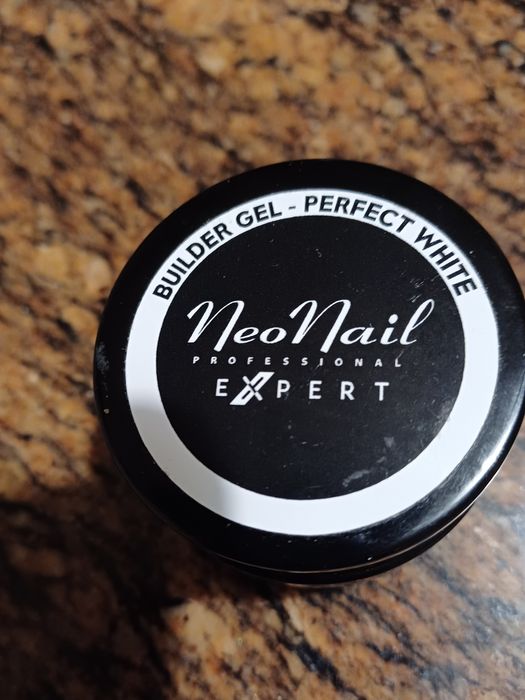 BUILDER GEL - PERFECT WHITE
NeoNail
PROFESSIONAL
EXPERT